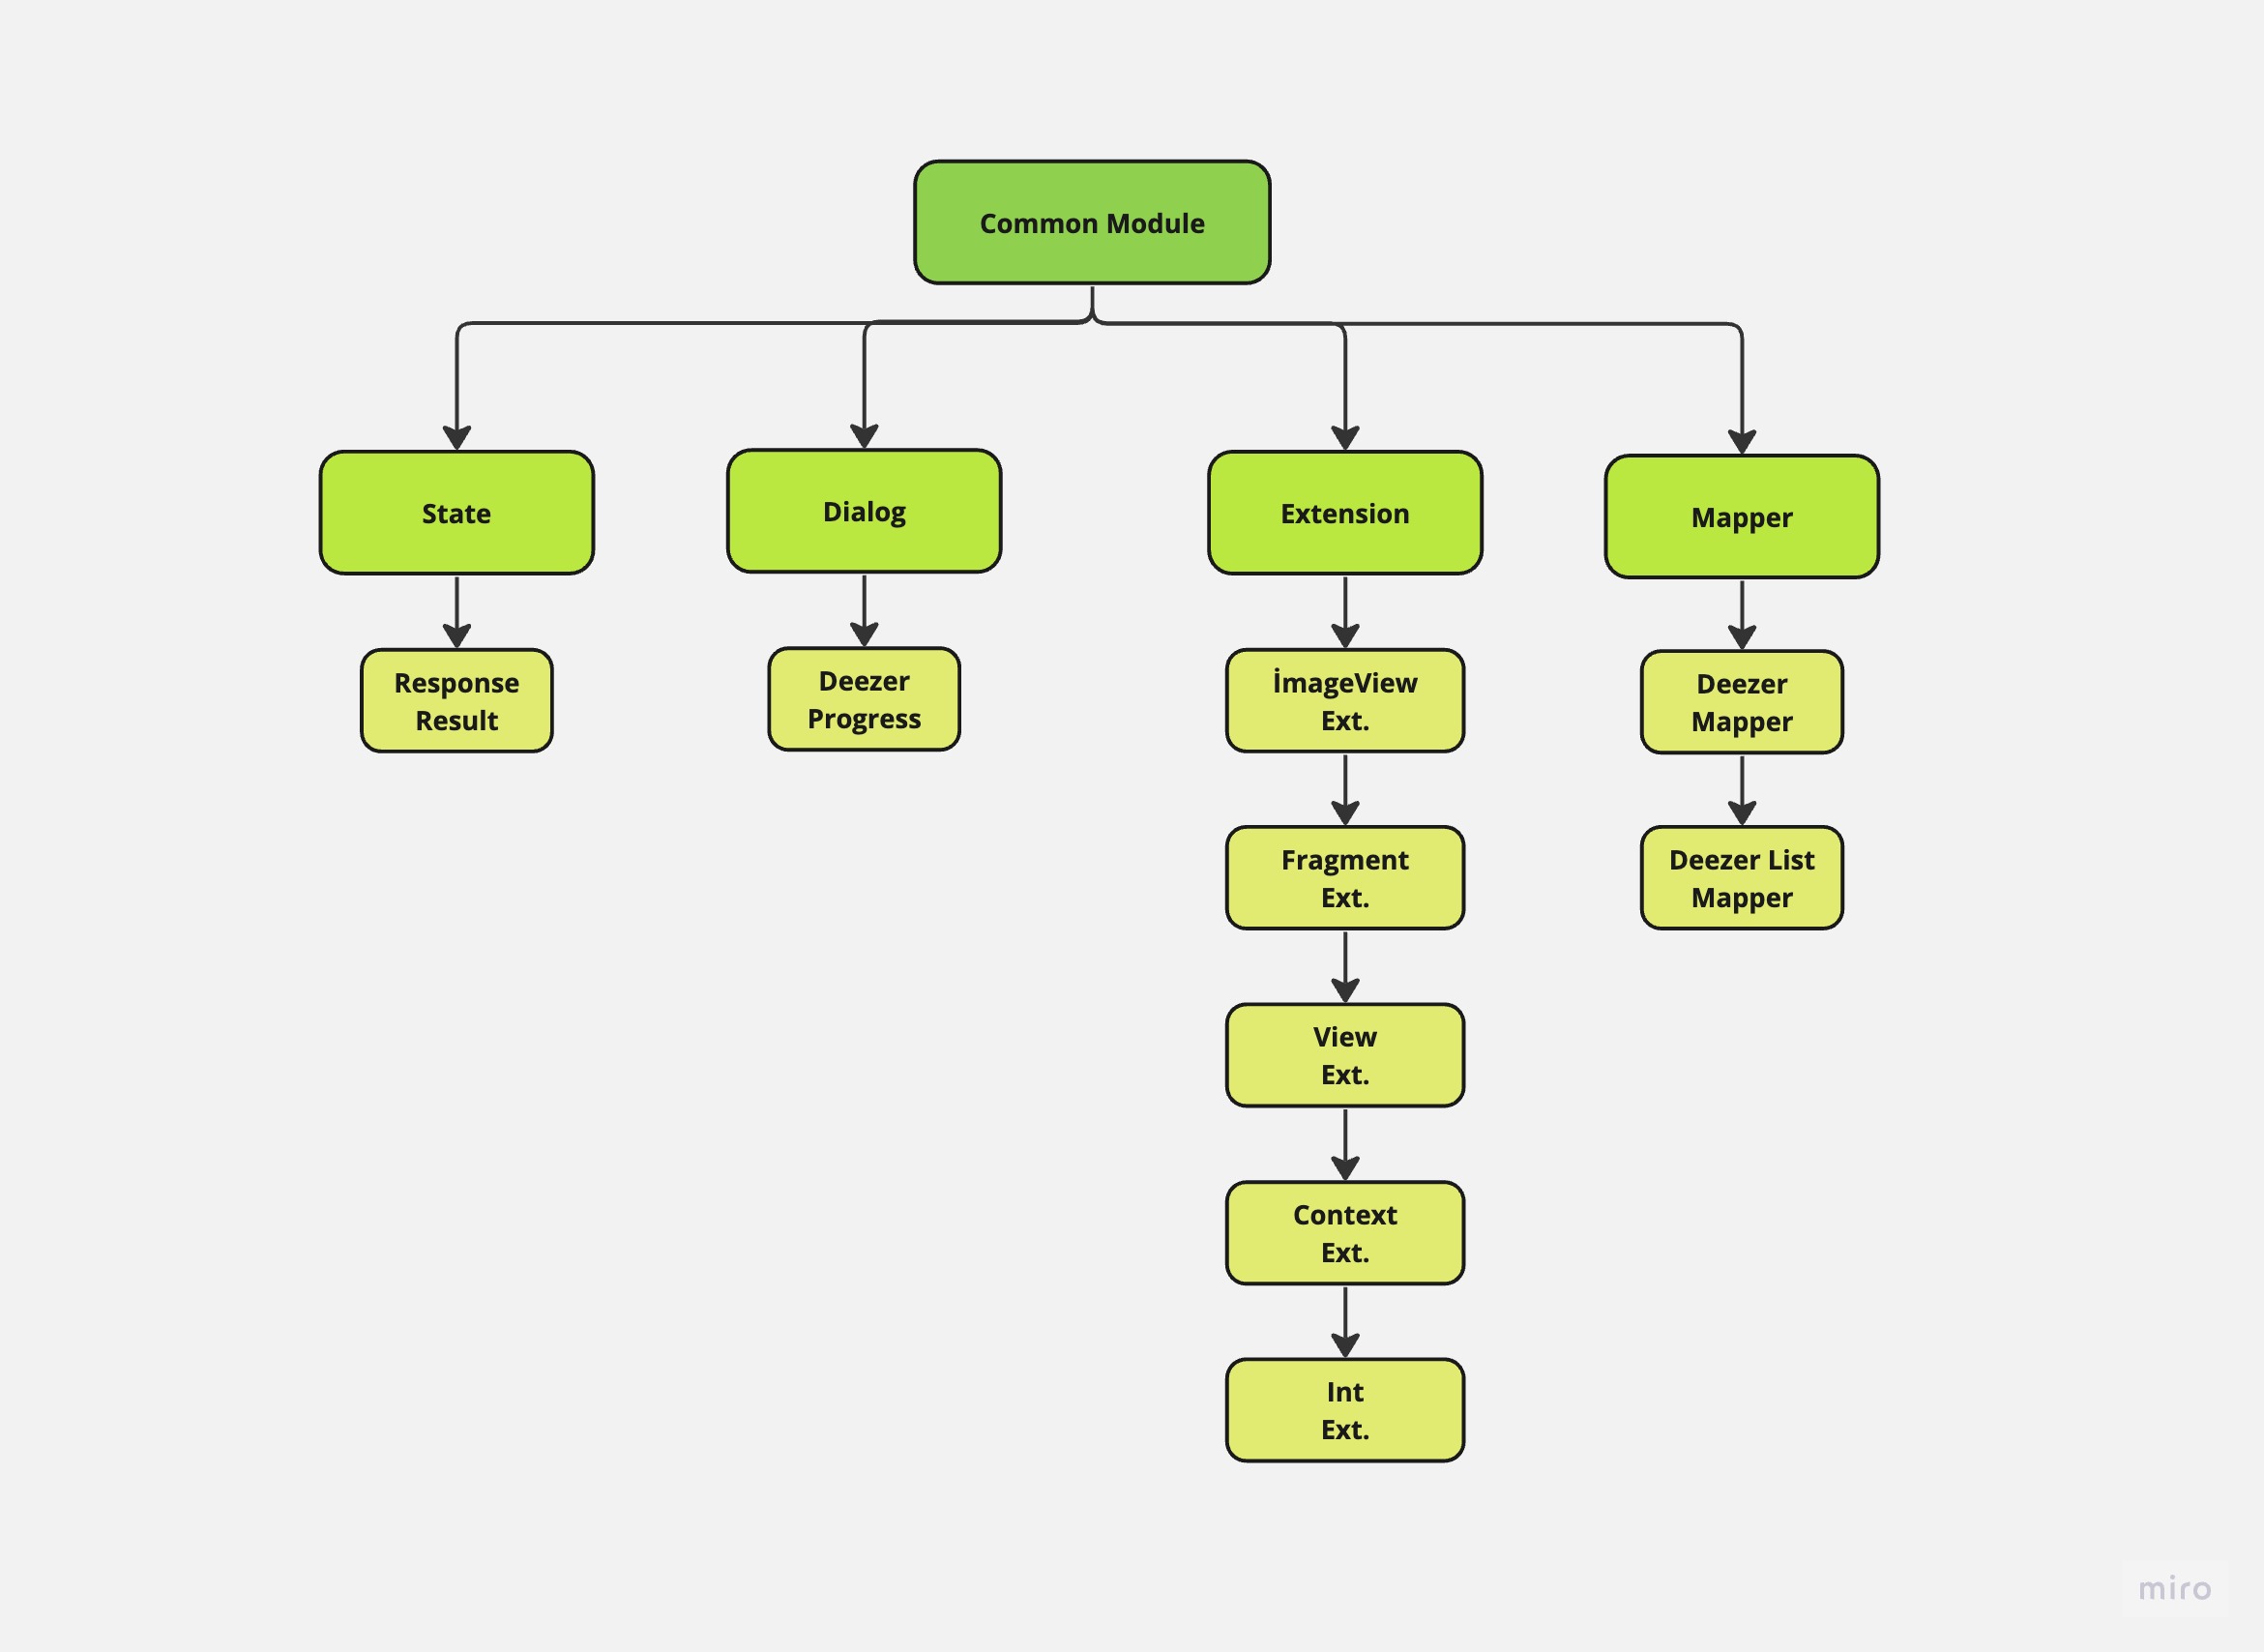 Common Module
State
Dialog
Extension
Mapper
Response
Result
Deezer
Progress
İmageView
Ext.
Deezer
Mapper
Fragment
Ext.
Deezer List
Mapper
View
Ext.
Context
Ext.
Int
Ext.
miro